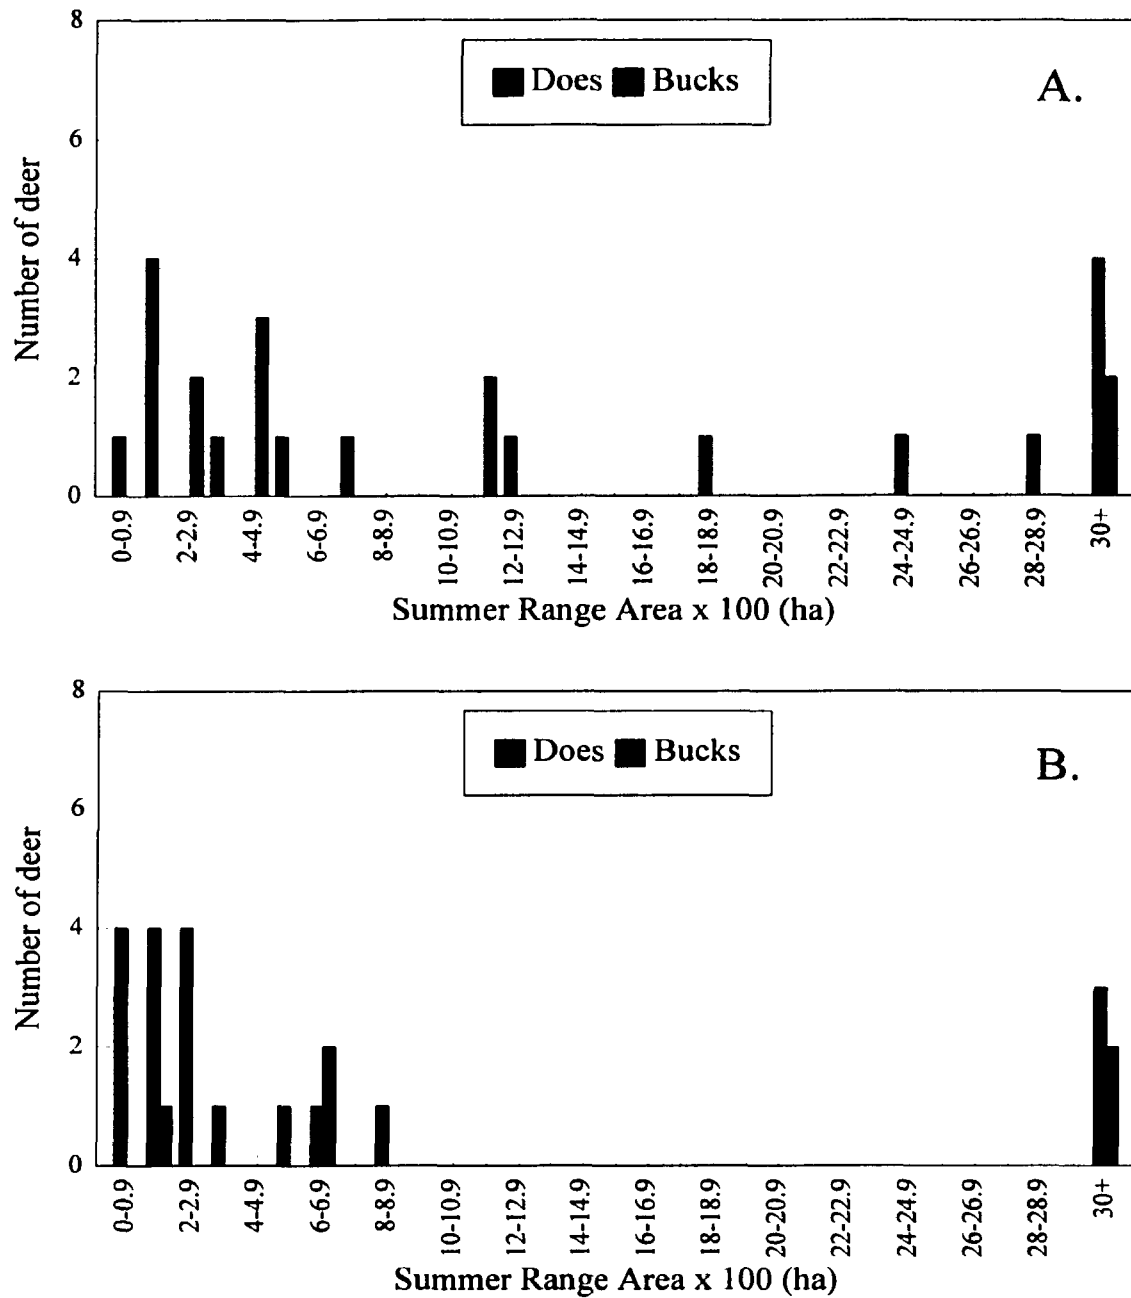 8
6
4
2
0
Number of deer
Does Bucks
A.
0-0.9 2-2.9 4-4.9 6-6.9 8-8.9 10-10.9 12-12.9 14-14.9 16-16.9 18-18.9 20-20.9 22-22.9 24-24.9 26-26.9 28-28.9 30+
Summer Range Area x 100 (ha)
8
6
4
2
0
Number of deer
Does Bucks
B.
0-0.9 2-2.9 4-4.9 6-6.9 8-8.9 10-10.9 12-12.9 14-14.9 16-16.9 18-18.9 20-20.9 22-22.9 24-24.9 26-26.9 28-28.9 30+
Summer Range Area x 100 (ha)